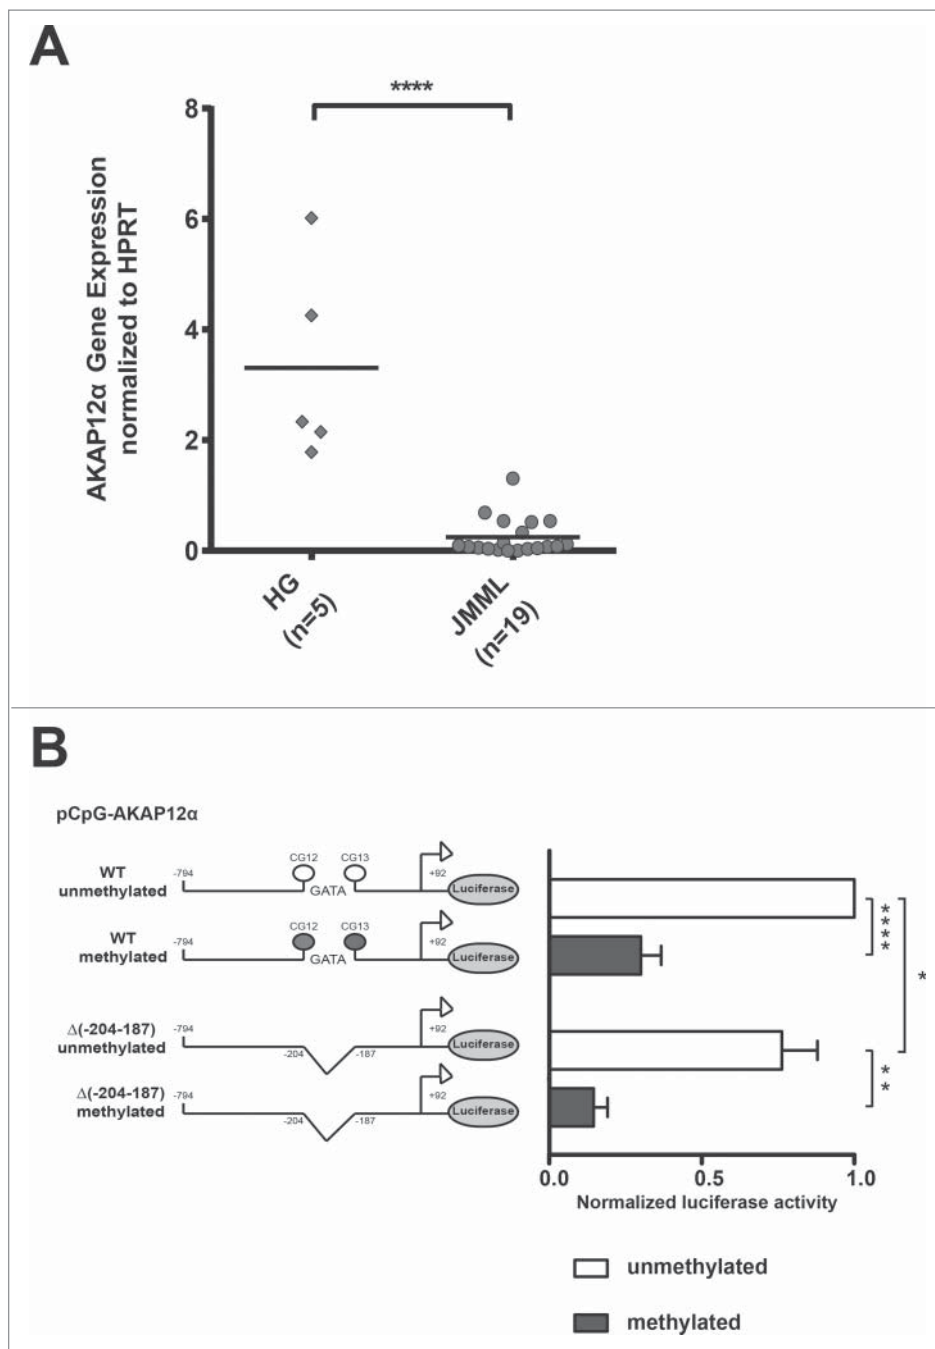 A
****
8
6
4
2
0
AKAP12α Gene Expression
normalized to HPRT
HG
(n=5)
JMML
(n=19)
B
pCpG-AKAP12α
WT
unmethylated
-794
CG12
CG13
GATA
+92
Luciferase
WT
methylated
-794
CG12
CG13
GATA
+92
Luciferase
Δ(-204-187)
unmethylated
-794
-204
-187
+92
Luciferase
Δ(-204-187)
methylated
-794
-204
-187
+92
Luciferase
****
*
**
0.0
0.5
1.0
Normalized luciferase activity
unmethylated
methylated